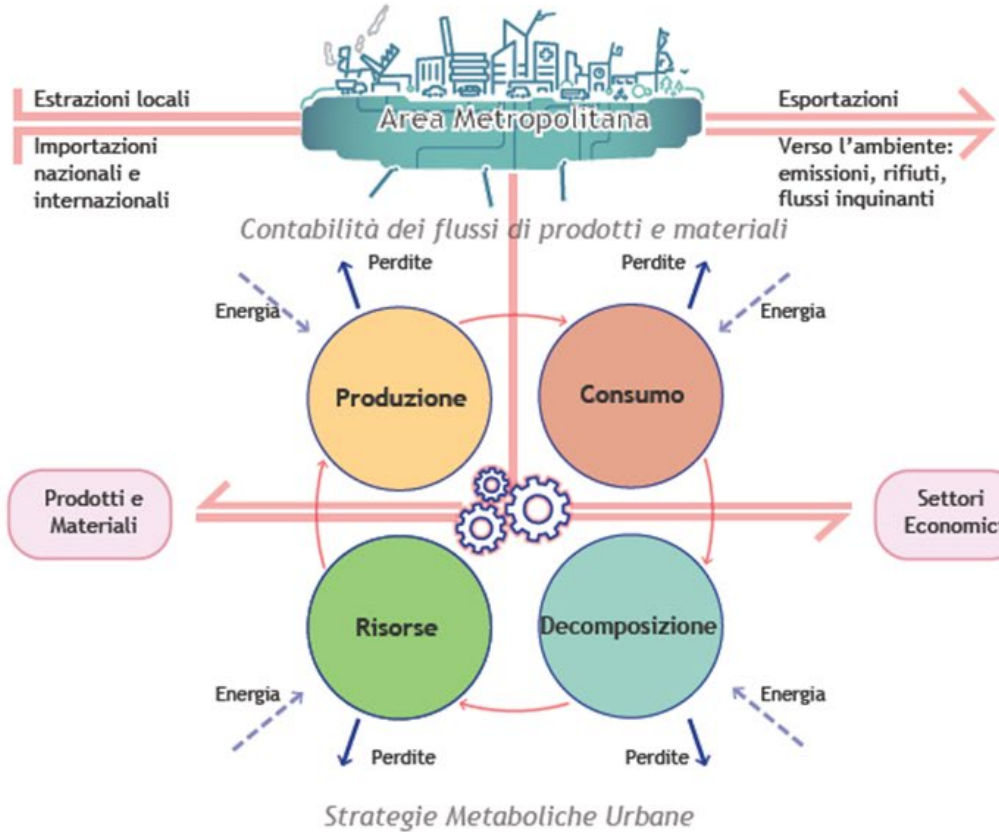 Estrazioni locali
Importazioni
nazionali e
internazionali
Area Metropolitana
Esportazioni
Verso l'ambiente:
emissioni, rifiuti,
flussi inquinanti
Contabilità dei flussi di prodotti e materiali
Perdite
Energia
Perdite
Energia
Produzione
Consumo
Prodotti e
Materiali
Settori
Economici
Risorse
Decomposizione
Energia
Perdite
Energia
Perdite
Strategie Metaboliche Urbane